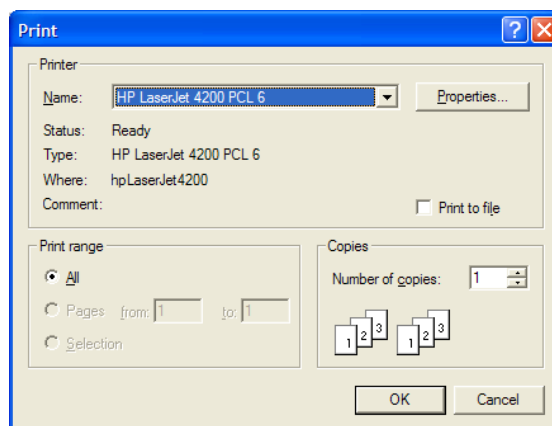 Print
Printer
Name: HP LaserJet 4200 PCL 6 Properties...
Status: Ready
Type: HP LaserJet 4200 PCL 6
Where: hpLaserJet4200
Comment: Print to file
Print range
All
Pages from: 1 to: 1
Selection
Copies
Number of copies: 1
1 2 3 1 2 3
OK Cancel